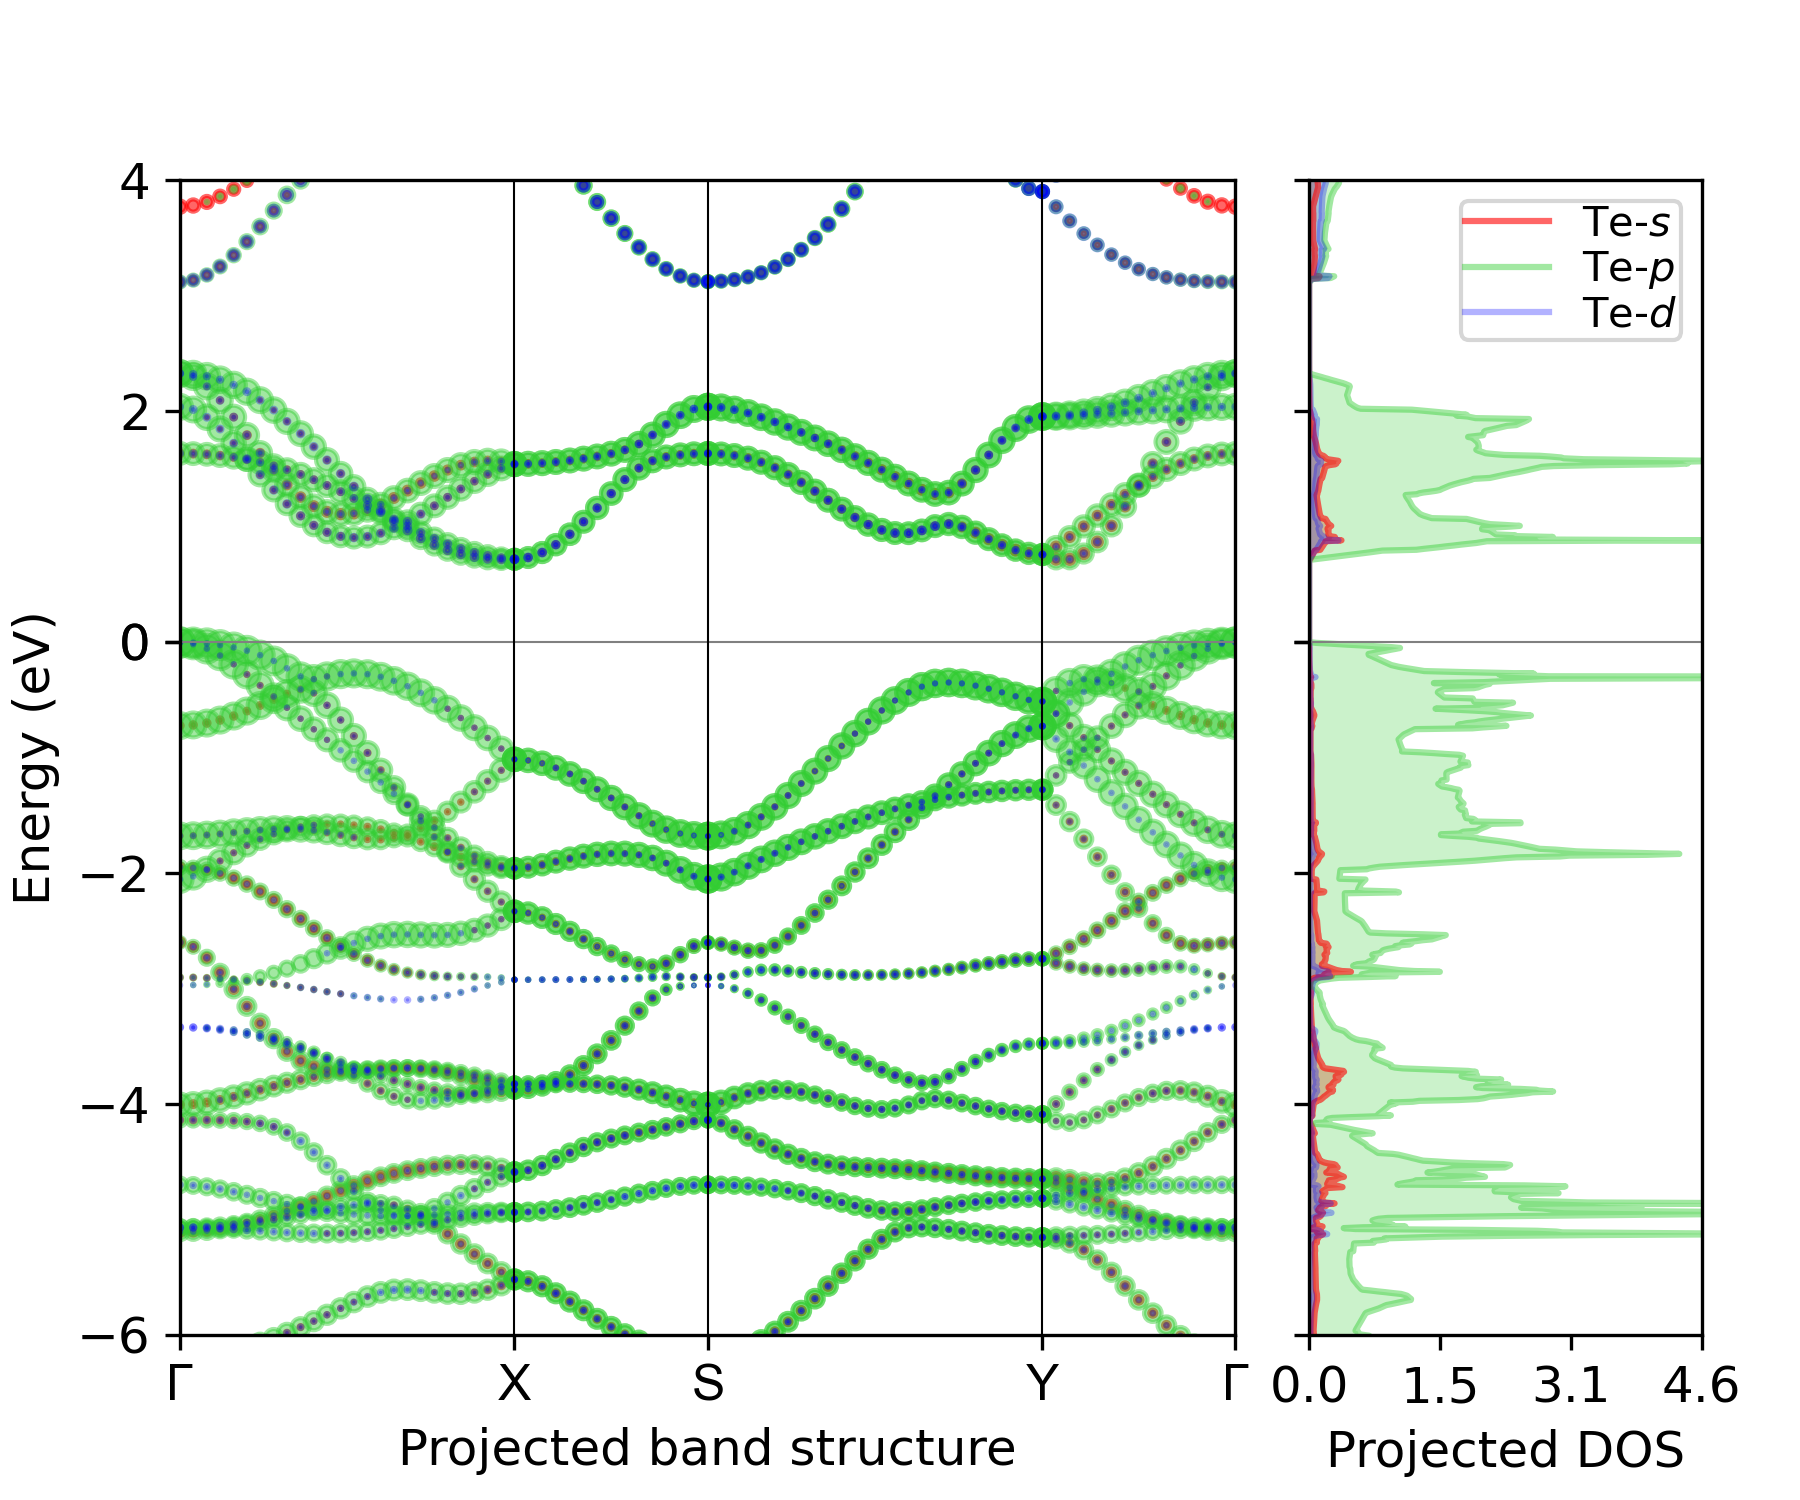 4
2
0
−2
−4
−6
Energy (eV)
Γ X S Y Γ
Projected band structure
Te-s
Te-p
Te-d
0.0 1.5 3.1 4.6
Projected DOS